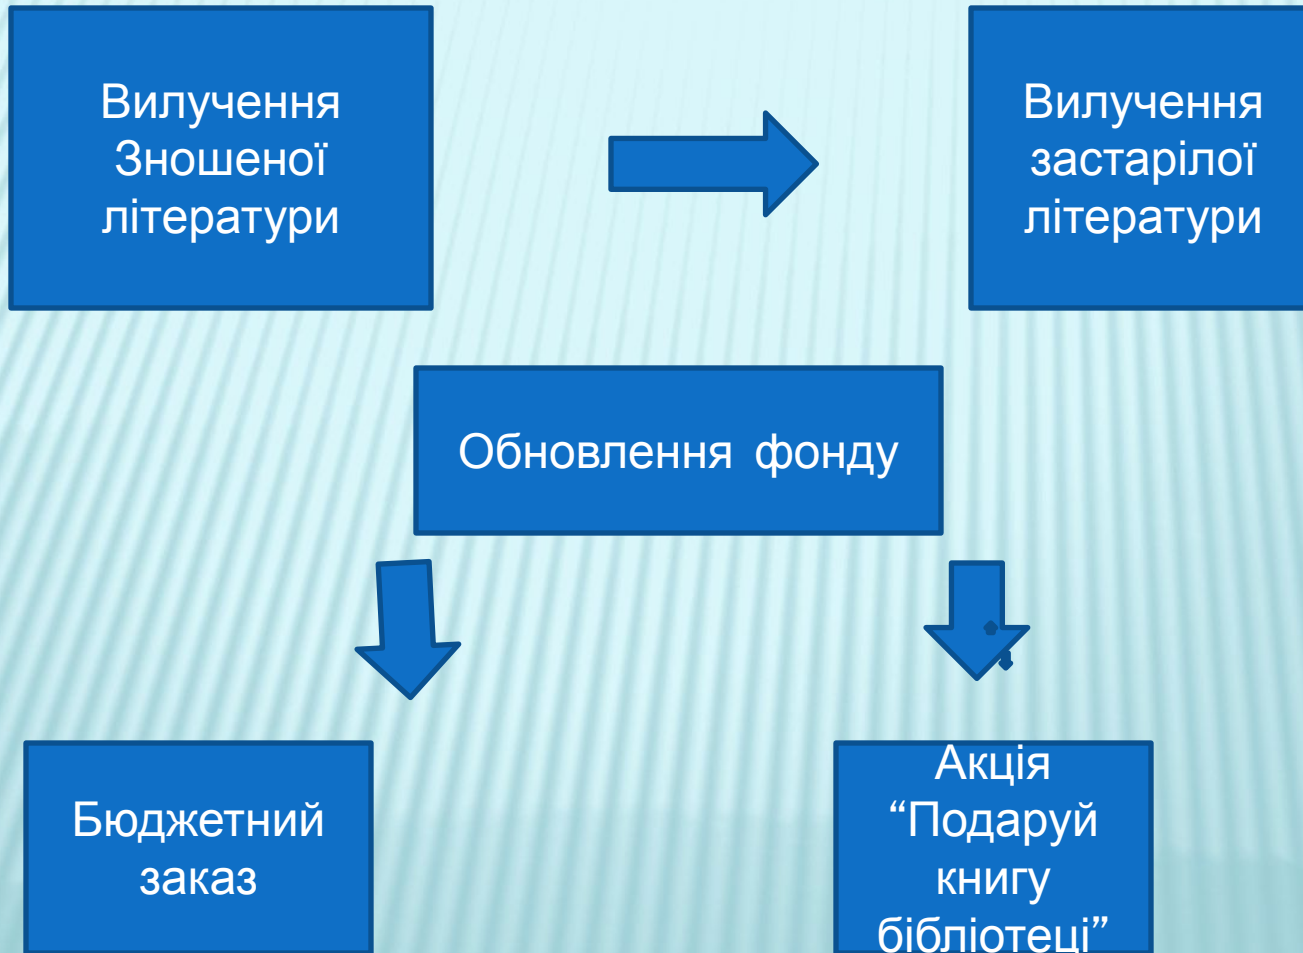 Вилучення
Зношеної
літератури
Вилучення
застарілої
літератури
Обновлення фонду
Бюджетний
заказ
Акція
“Подаруй
книгу
бібліотеці”